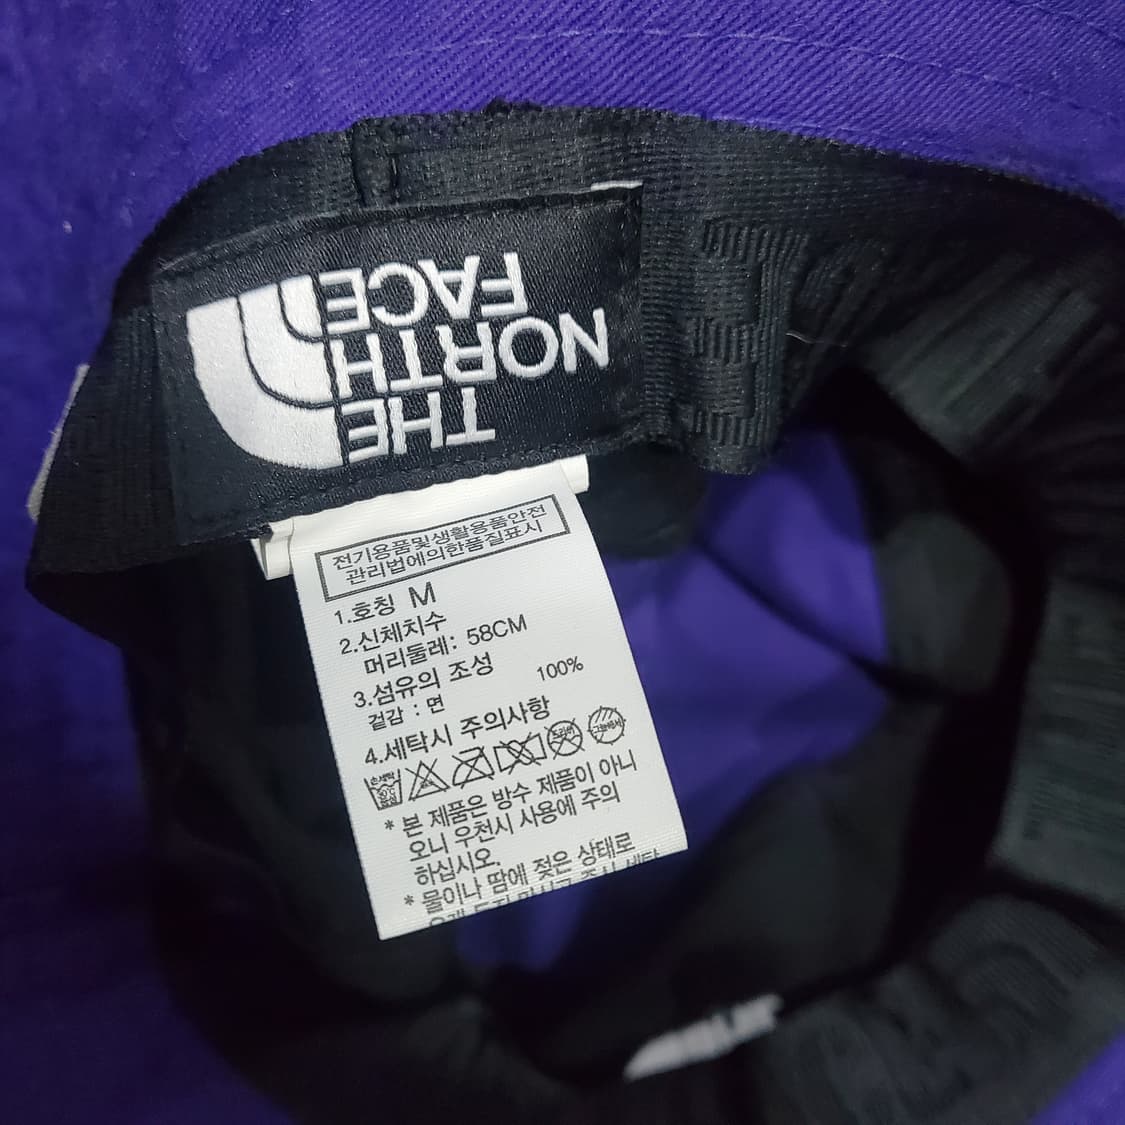 THE
NORTH
FACE
전기용품및생활용품안전
관리법에의한품질표시
1.호칭 M
2.신체치수
머리둘레: 58CM
3.섬유의 조성
겉감 : 면 100%
4.세탁시 주의사항
* 본 제품은 방수 제품이 아니
오니 우천시 사용에 주의
하십시오.
* 물이나 땀에 젖은 상태로